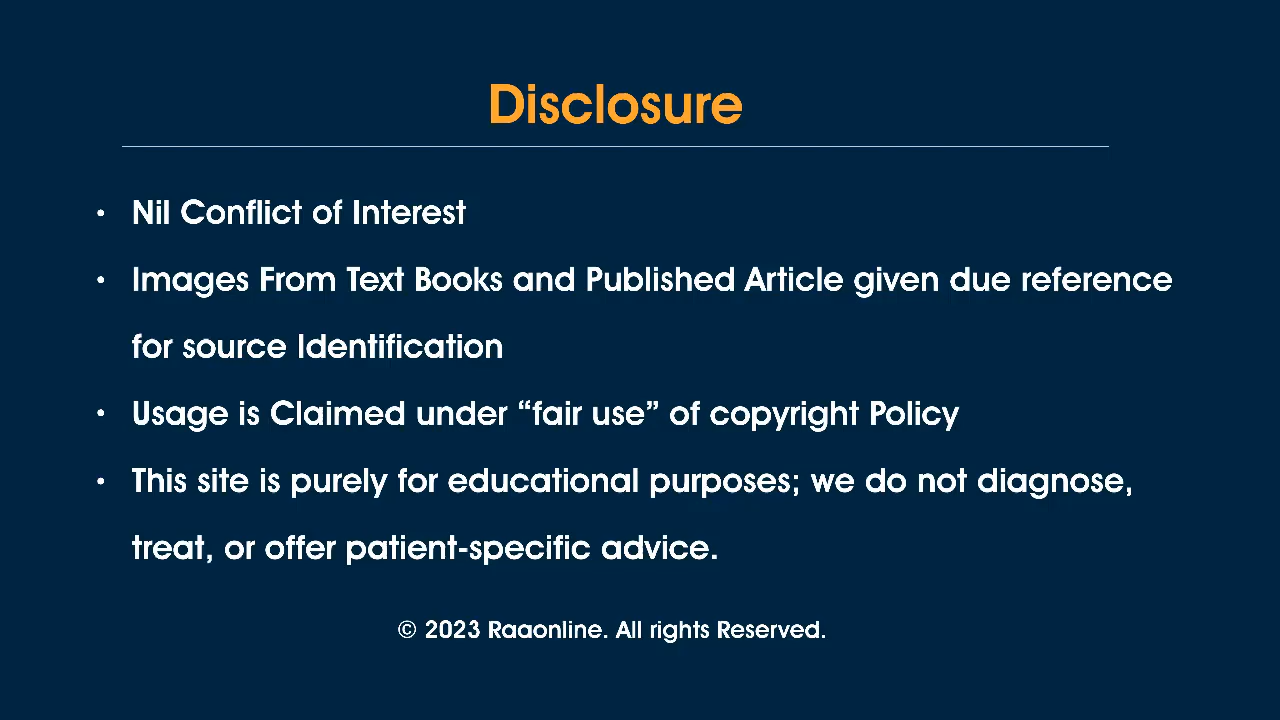 Disclosure
• Nil Conflict of Interest
• Images From Text Books and Published Article given due reference
for source Identification
• Usage is Claimed under “fair use” of copyright Policy
• This site is purely for educational purposes; we do not diagnose,
treat, or offer patient-specific advice.
© 2023 Raaonline. All rights Reserved.